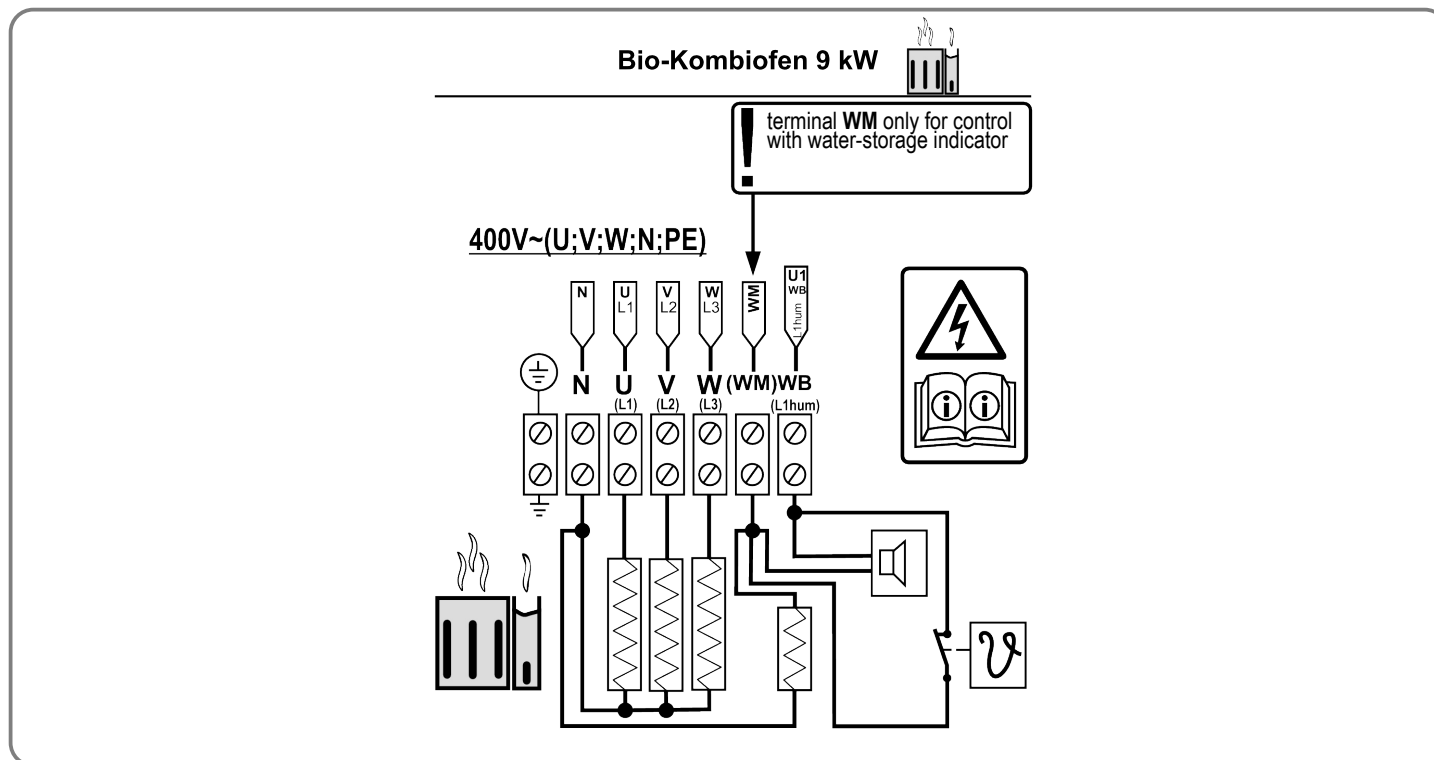 Bio-Kombiofen 9 kW
! terminal WM only for control
with water-storage indicator
400V~(U;V;W;N;PE)
N
U
L1
V
L2
W
L3
WM
U1
WB
L1hum
N U V W (WM) WB
(L1) (L2) (L3) (L1hum)
i i
ϑ